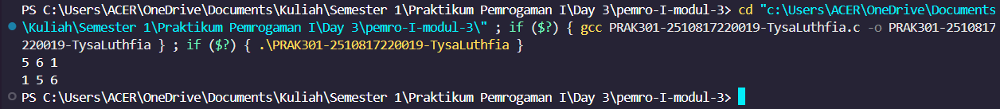 PS C:\Users\ACER\OneDrive\Documents\Kuliah\Semester 1\Praktikum Pemrogaman I\Day 3\pemro-I-modul-3> cd "c:\Users\ACER\OneDrive\Documents
\Kuliah\Semester 1\Praktikum Pemrogaman I\Day 3\pemro-I-modul-3\" ; if ($?) { gcc PRAK301-2510817220019-TysaLuthfia.c -o PRAK301-2510817
220019-TysaLuthfia } ; if ($?) { .\PRAK301-2510817220019-TysaLuthfia }
5 6 1
1 5 6
PS C:\Users\ACER\OneDrive\Documents\Kuliah\Semester 1\Praktikum Pemrogaman I\Day 3\pemro-I-modul-3>